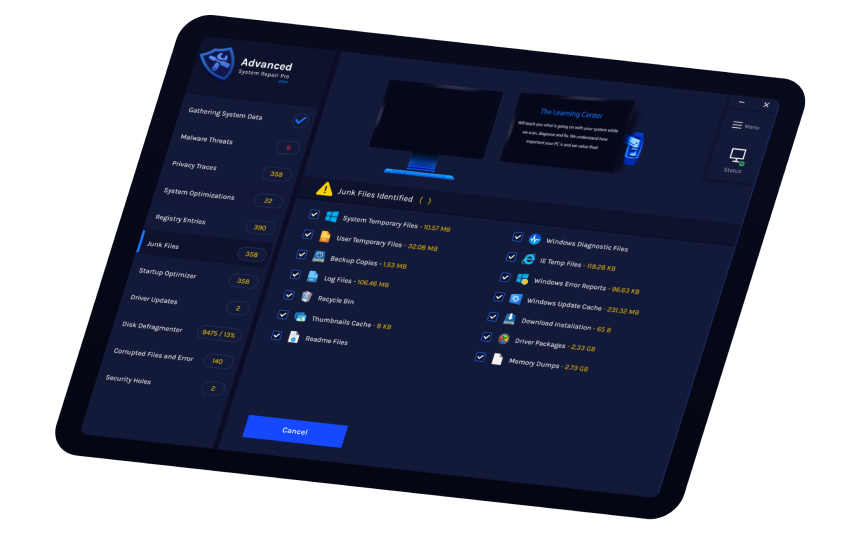 Advanced
System Repair Pro
Gathering System Data
Malware Threats
9
Privacy Traces
358
System Optimizations
22
Registry Entries
390
Junk Files
358
Startup Optimizer
358
Driver Updates
2
Disk Defragmenter
9475 / 13%
Corrupted Files and Error
140
Security Holes
2
The Learning Center
Will teach you what is going on with your system while
we scan, diagnose and fix. We understand how
important your PC is and we value that!
Menu
Status
Junk Files Identified ( )
System Temporary Files - 10.57 MB
User Temporary Files - 32.08 MB
Backup Copies - 1.53 MB
Log Files - 106.46 MB
Recycle Bin
Thumbnails Cache - 8 KB
Readme Files
Windows Diagnostic Files
IE Temp Files - 119.28 KB
Windows Error Reports - 96.63 KB
Windows Update Cache - 231.32 MB
Download Installation - 65 B
Driver Packages - 2.33 GB
Memory Dumps - 2.73 GB
Cancel